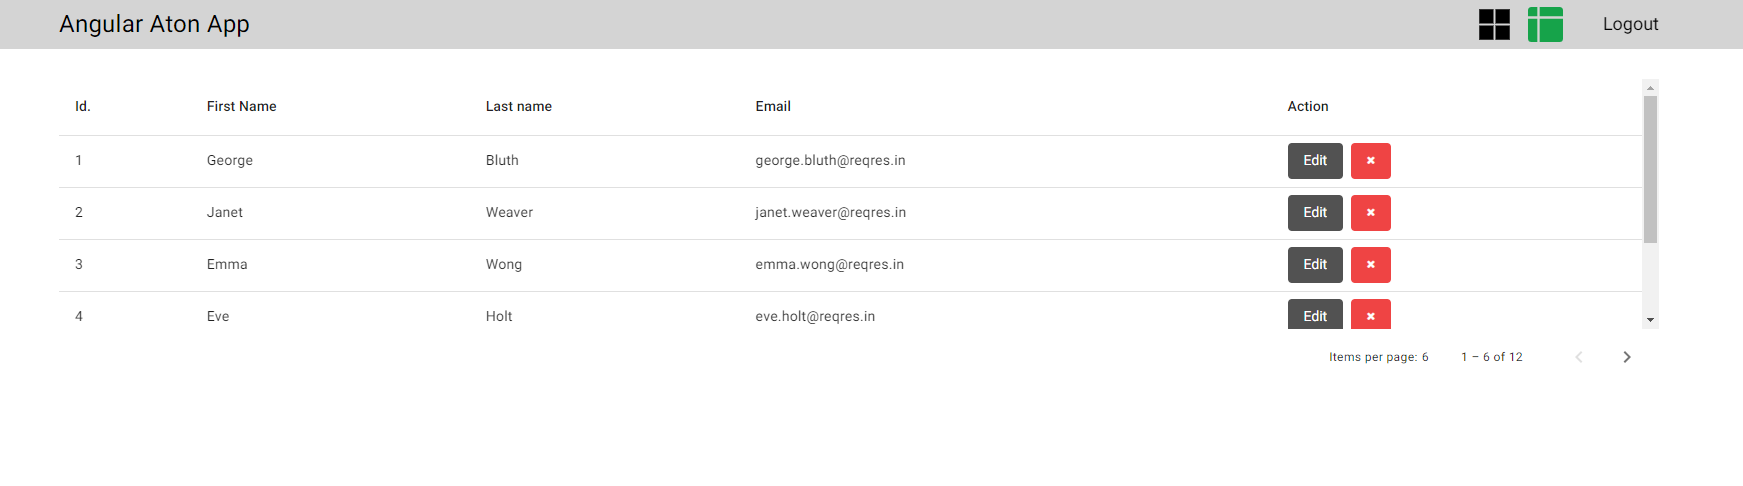 Angular Aton App Logout
Id. First Name Last name Email Action
1 George Bluth george.bluth@reqres.in Edit ✖
2 Janet Weaver janet.weaver@reqres.in Edit ✖
3 Emma Wong emma.wong@reqres.in Edit ✖
4 Eve Holt eve.holt@reqres.in Edit ✖
Items per page: 6 1 – 6 of 12